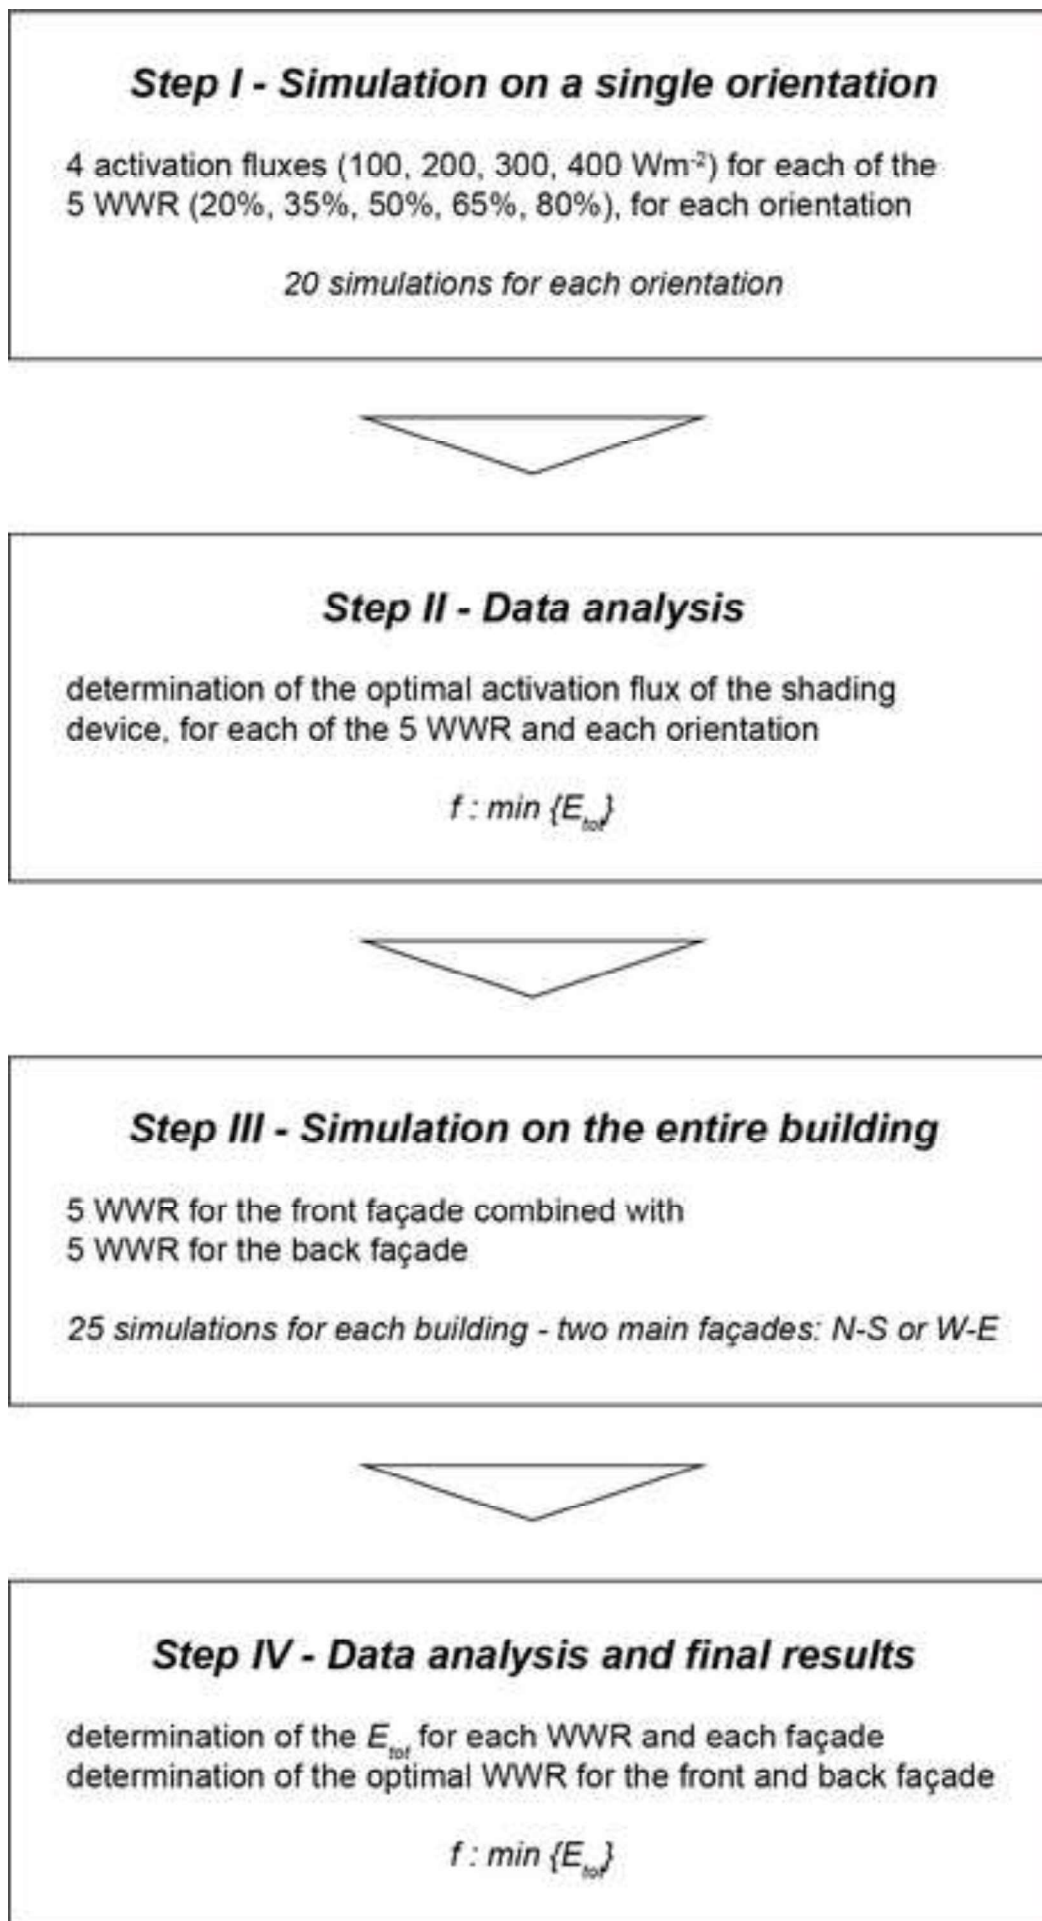 Step I - Simulation on a single orientation
4 activation fluxes (100, 200, 300, 400 Wm⁻²) for each of the
5 WWR (20%, 35%, 50%, 65%, 80%), for each orientation
20 simulations for each orientation
Step II - Data analysis
determination of the optimal activation flux of the shading
device, for each of the 5 WWR and each orientation
f : min {E_tot}
Step III - Simulation on the entire building
5 WWR for the front façade combined with
5 WWR for the back façade
25 simulations for each building - two main façades: N-S or W-E
Step IV - Data analysis and final results
determination of the E_tot for each WWR and each façade
determination of the optimal WWR for the front and back façade
f : min {E_tot}